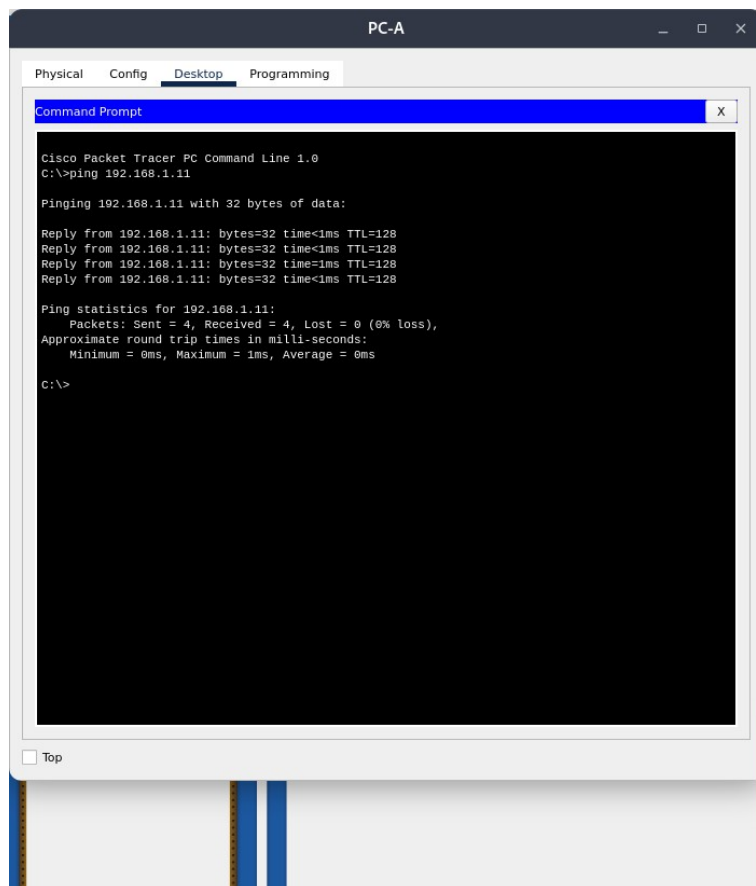 PC-A
Physical Config Desktop Programming
Command Prompt X
Cisco Packet Tracer PC Command Line 1.0
C:\>ping 192.168.1.11
Pinging 192.168.1.11 with 32 bytes of data:
Reply from 192.168.1.11: bytes=32 time<1ms TTL=128
Reply from 192.168.1.11: bytes=32 time<1ms TTL=128
Reply from 192.168.1.11: bytes=32 time=1ms TTL=128
Reply from 192.168.1.11: bytes=32 time<1ms TTL=128
Ping statistics for 192.168.1.11:
Packets: Sent = 4, Received = 4, Lost = 0 (0% loss),
Approximate round trip times in milli-seconds:
Minimum = 0ms, Maximum = 1ms, Average = 0ms
C:\>
Top